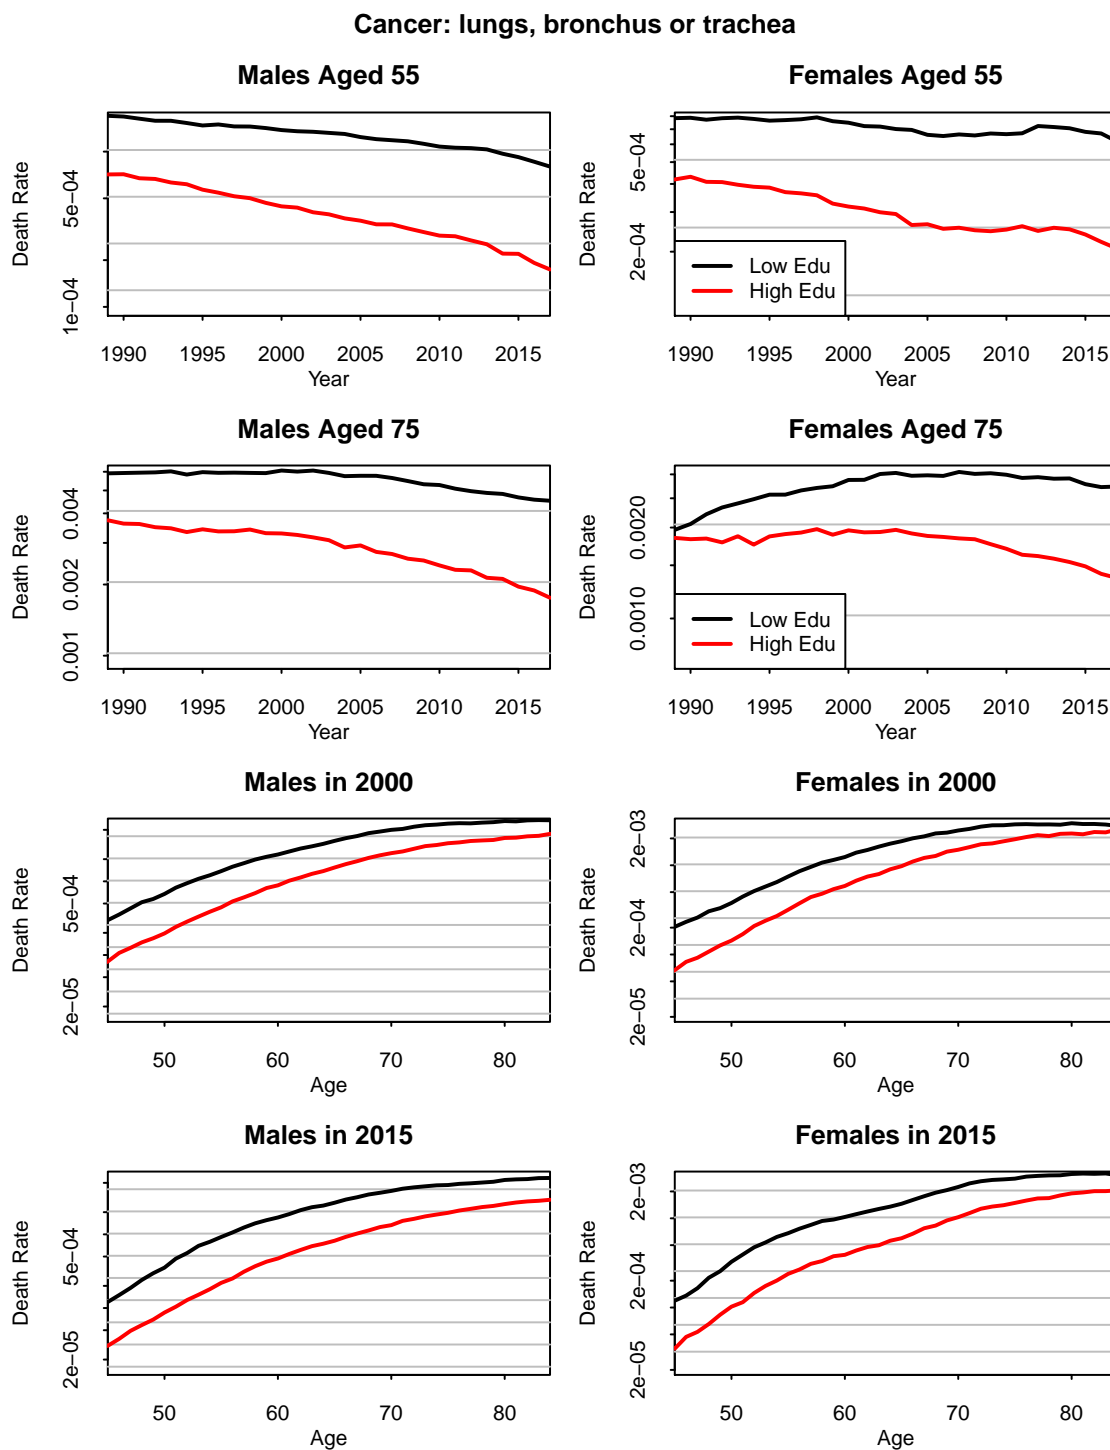 Cancer: lungs, bronchus or trachea
Males Aged 55
Death Rate
5e−04
1e−04
1990 1995 2000 2005 2010 2015
Year
Females Aged 55
Death Rate
5e−04
2e−04
Low Edu
High Edu
1990 1995 2000 2005 2010 2015
Year
Males Aged 75
Death Rate
0.004
0.002
0.001
1990 1995 2000 2005 2010 2015
Year
Females Aged 75
Death Rate
0.0020
0.0010
Low Edu
High Edu
1990 1995 2000 2005 2010 2015
Year
Males in 2000
Death Rate
5e−04
2e−05
50 60 70 80
Age
Females in 2000
Death Rate
2e−03
2e−04
2e−05
50 60 70 80
Age
Males in 2015
Death Rate
5e−04
2e−05
50 60 70 80
Age
Females in 2015
Death Rate
2e−03
2e−04
2e−05
50 60 70 80
Age